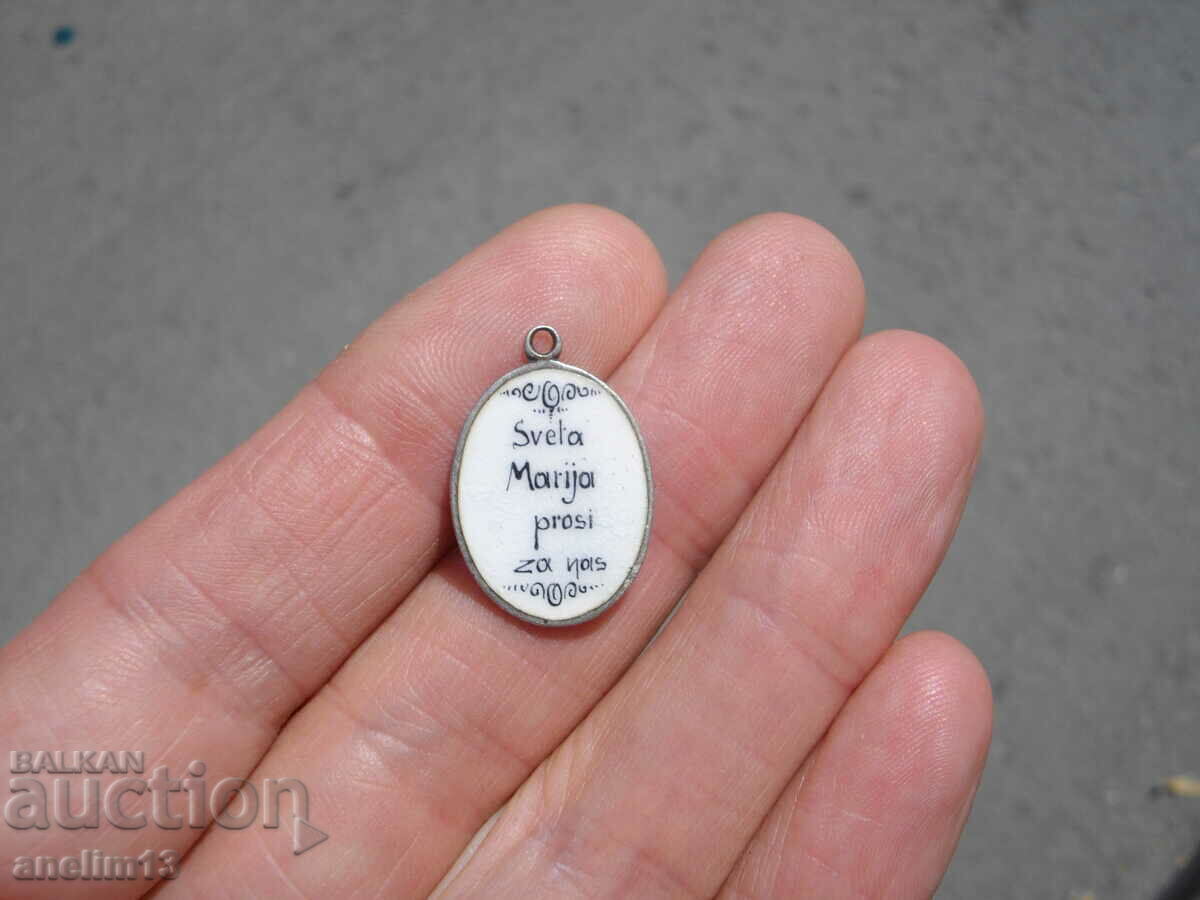 Sveta
Marija
prosi
za nas
BALKAN
auction
anelim13